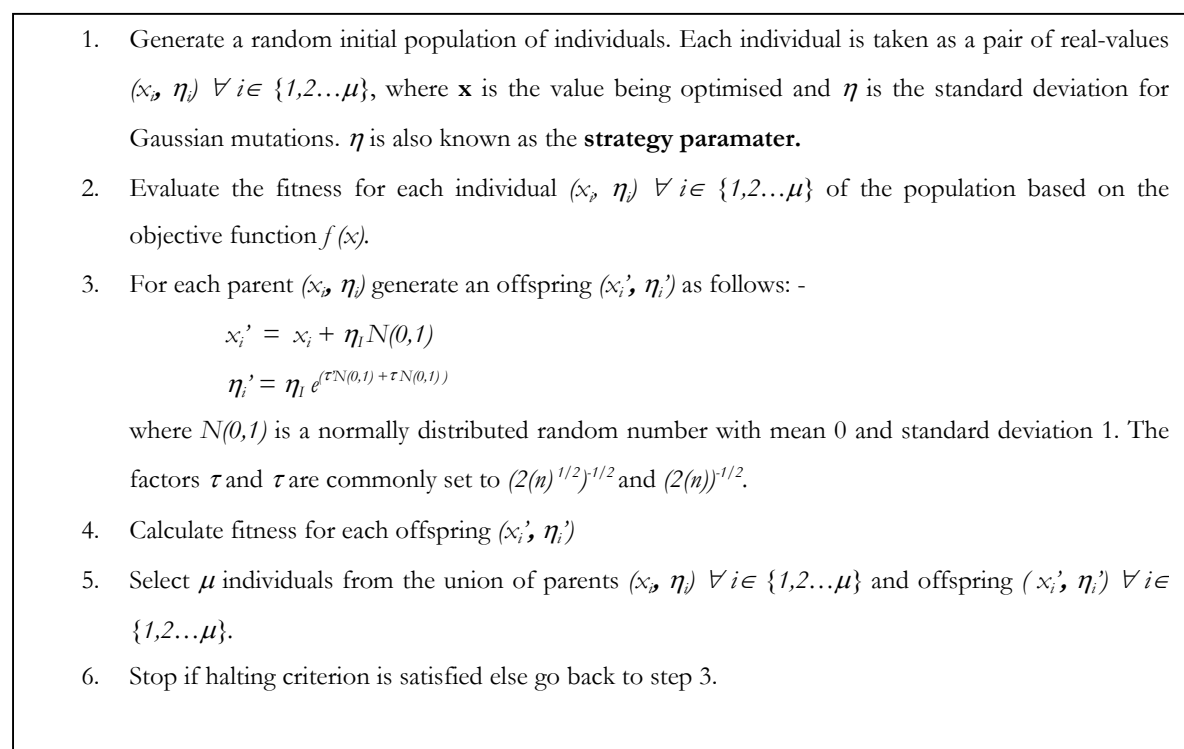 1. Generate a random initial population of individuals. Each individual is taken as a pair of real-values
(xᵢ, ηᵢ) ∀ i∈ {1,2…μ}, where x is the value being optimised and η is the standard deviation for
Gaussian mutations. η is also known as the strategy paramater.
2. Evaluate the fitness for each individual (xᵢ, ηᵢ) ∀ i∈ {1,2…μ} of the population based on the
objective function f (x).
3. For each parent (xᵢ, ηᵢ) generate an offspring (xᵢ’, ηᵢ’) as follows: -
xᵢ’ = xᵢ + η_I N(0,1)
ηᵢ’ = η_I e^(τ’N(0,1) + τ N(0,1) )
where N(0,1) is a normally distributed random number with mean 0 and standard deviation 1. The
factors τ and τ are commonly set to (2(n)^1/2)^-1/2 and (2(n))^-1/2.
4. Calculate fitness for each offspring (xᵢ’, ηᵢ’)
5. Select μ individuals from the union of parents (xᵢ, ηᵢ) ∀ i∈ {1,2…μ} and offspring ( xᵢ’, ηᵢ’) ∀ i∈
{1,2…μ}.
6. Stop if halting criterion is satisfied else go back to step 3.